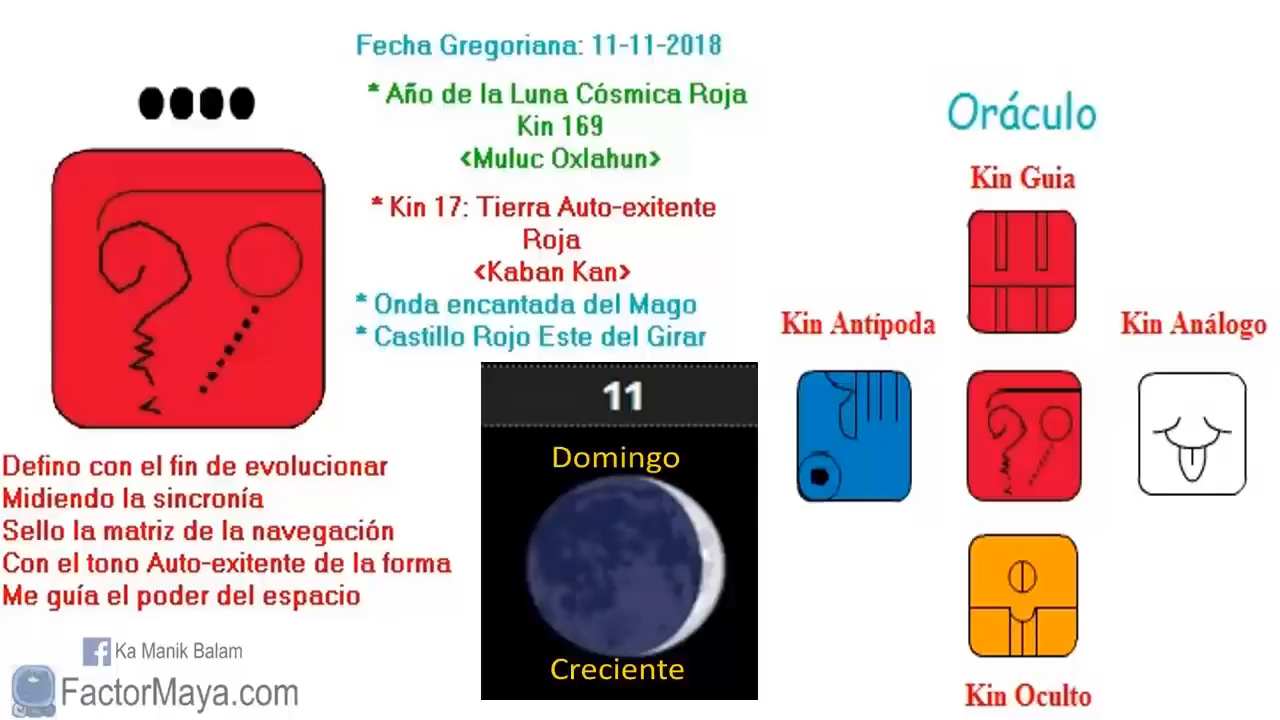 Fecha Gregoriana: 11-11-2018
* Año de la Luna Cósmica Roja
Kin 169
<Muluc Oxlahun>
* Kin 17: Tierra Auto-exitente
Roja
<Kaban Kan>
* Onda encantada del Mago
* Castillo Rojo Este del Girar
Defino con el fin de evolucionar
Midiendo la sincronía
Sello la matriz de la navegación
Con el tono Auto-exitente de la forma
Me guía el poder del espacio
Ka Manik Balam
FactorMaya.com
11
Domingo
Creciente
Oráculo
Kin Guia
Kin Antípoda
Kin Análogo
Kin Oculto